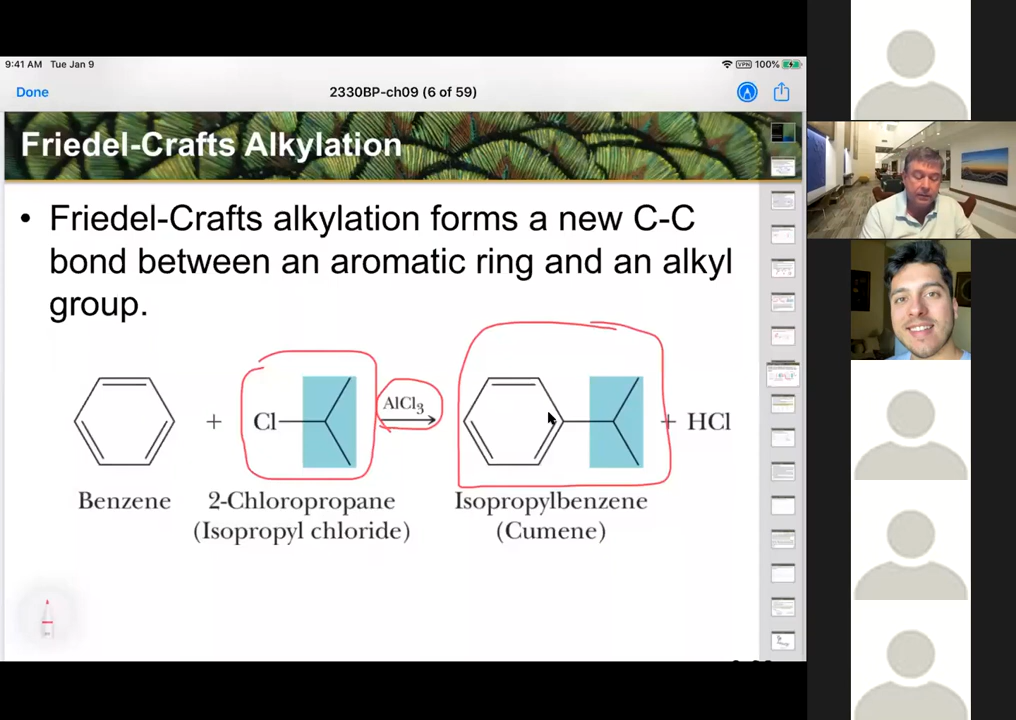 9:41 AM Tue Jan 9
VPN 100%
Done
2330BP-ch09 (6 of 59)
Friedel-Crafts Alkylation
• Friedel-Crafts alkylation forms a new C-C
bond between an aromatic ring and an alkyl
group.
+ Cl AlCl3 + HCl
Benzene 2-Chloropropane Isopropylbenzene
(Isopropyl chloride) (Cumene)